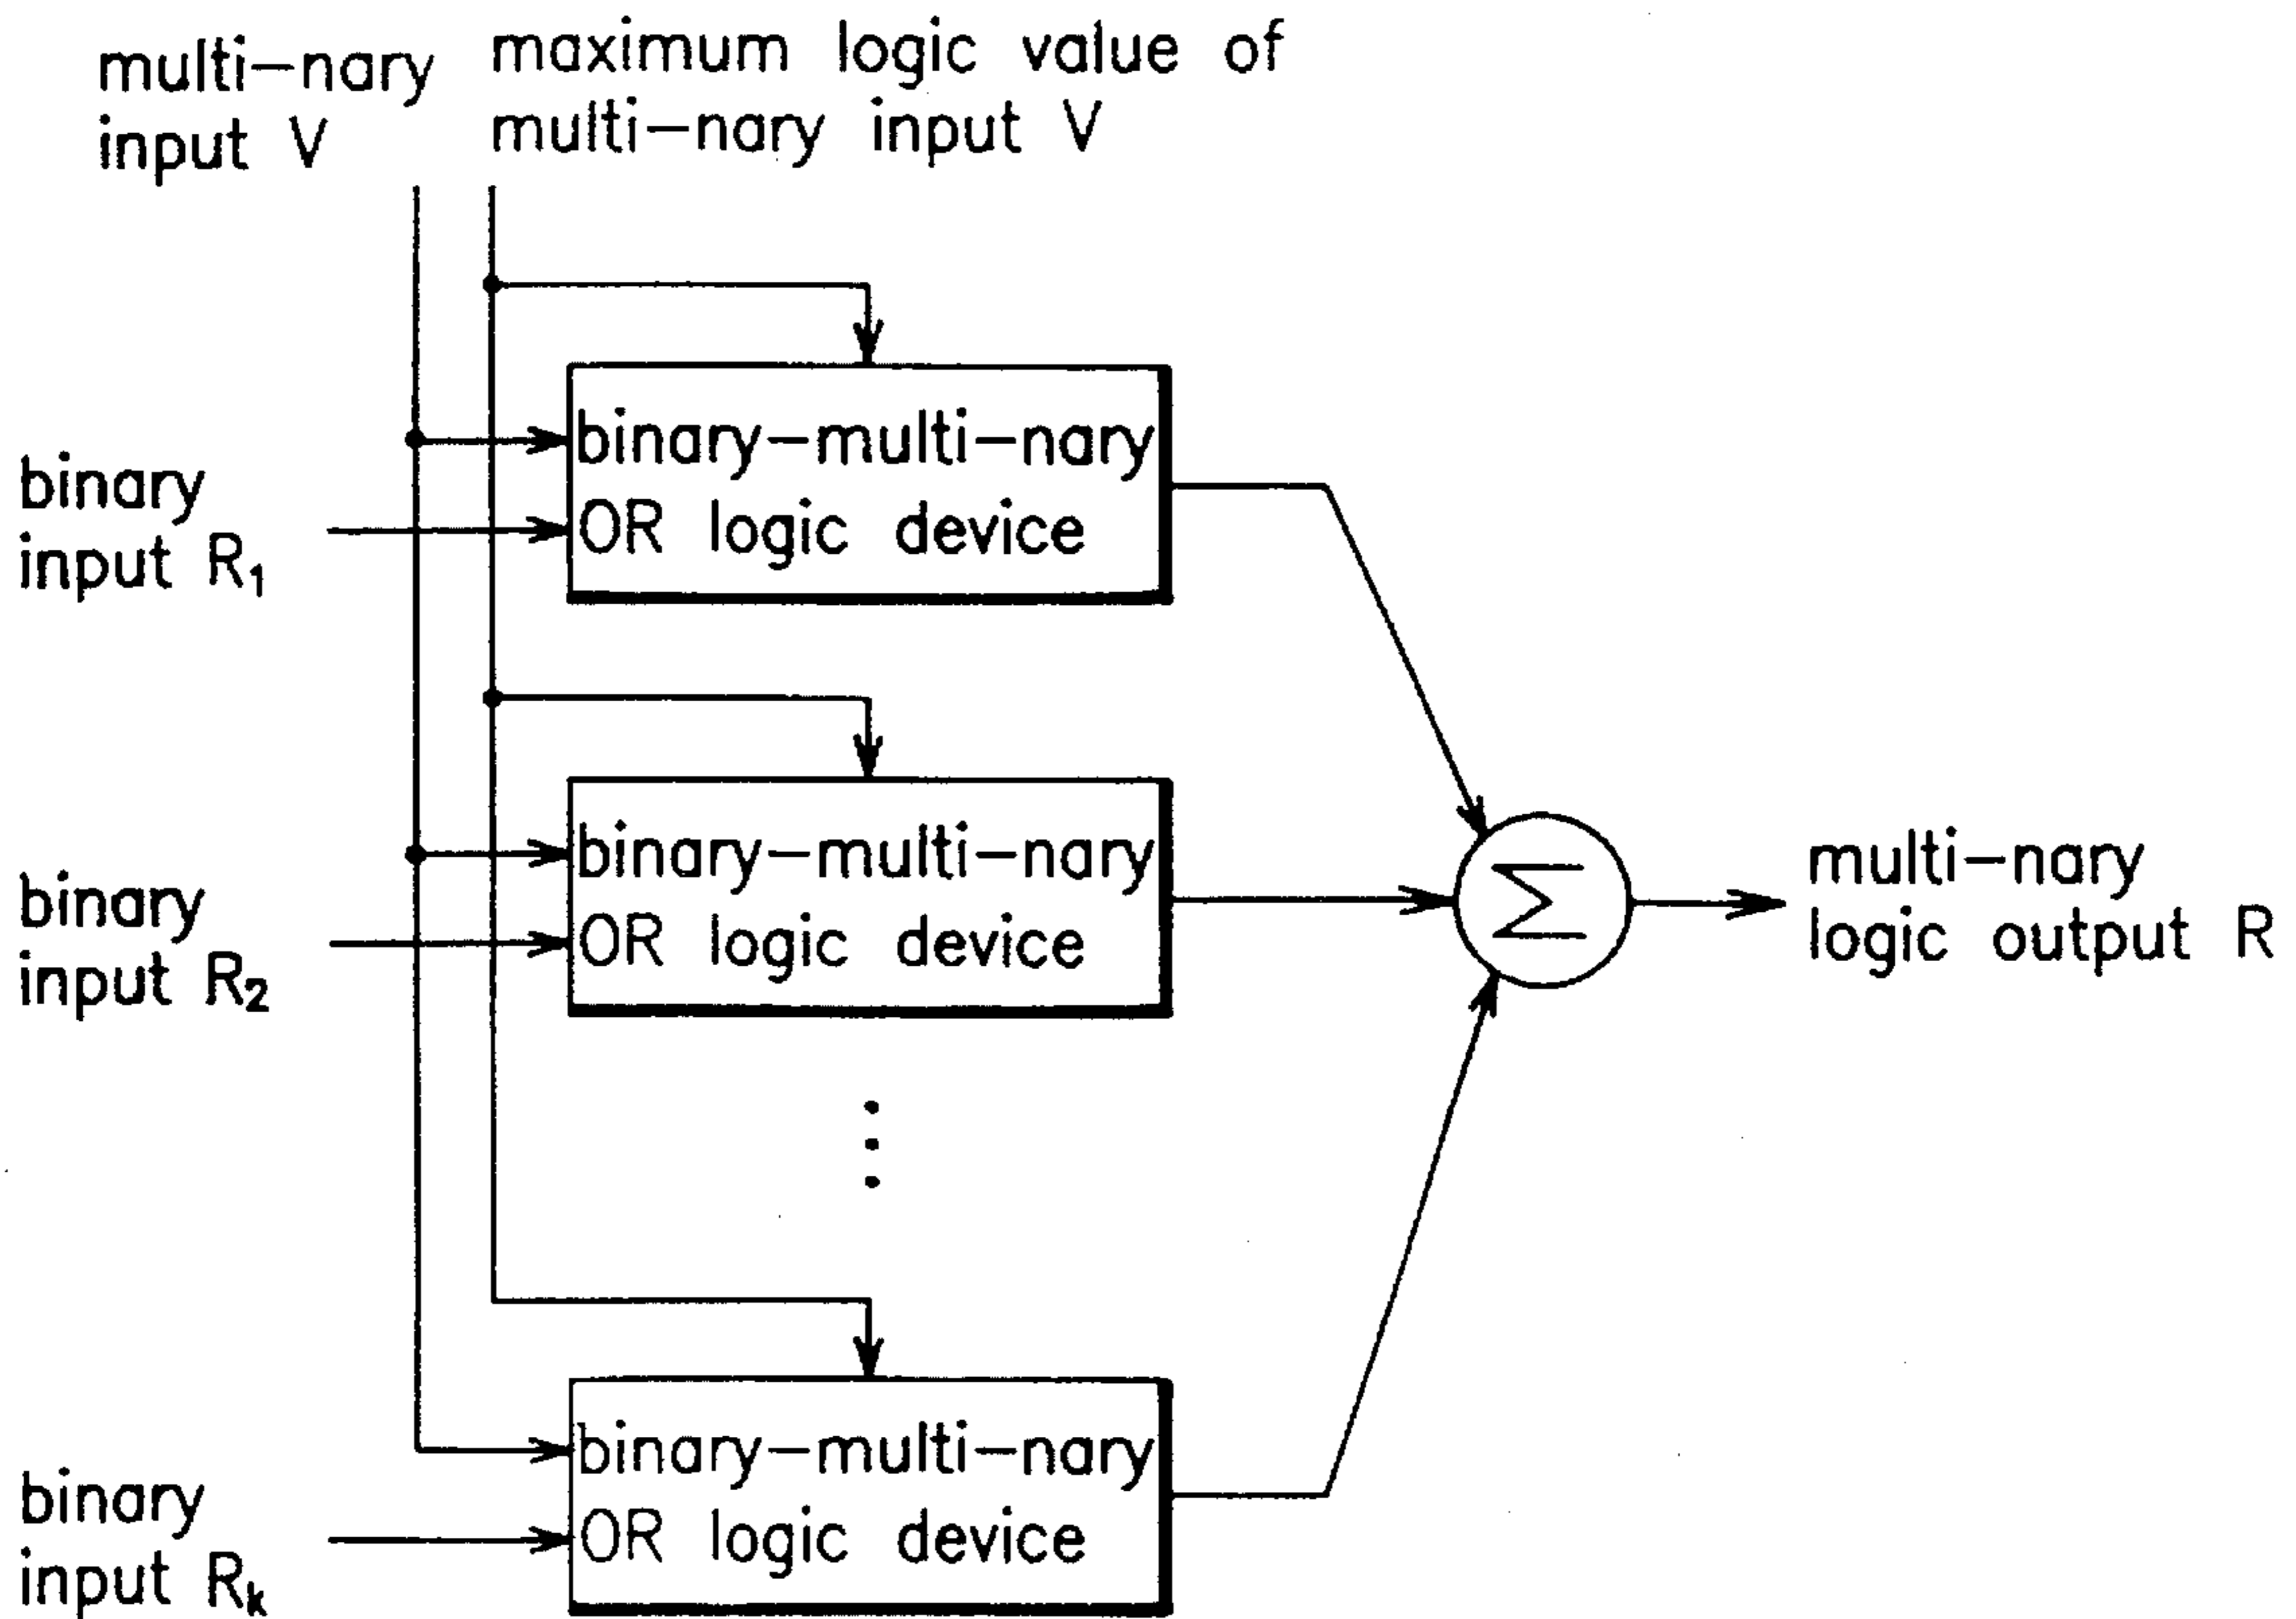 multi-nary
input V
maximum logic value of
multi-nary input V
binary
input R₁
binary-multi-nary
OR logic device
binary
input R₂
binary-multi-nary
OR logic device
Σ
multi-nary
logic output R
binary
input Rₖ
binary-multi-nary
OR logic device